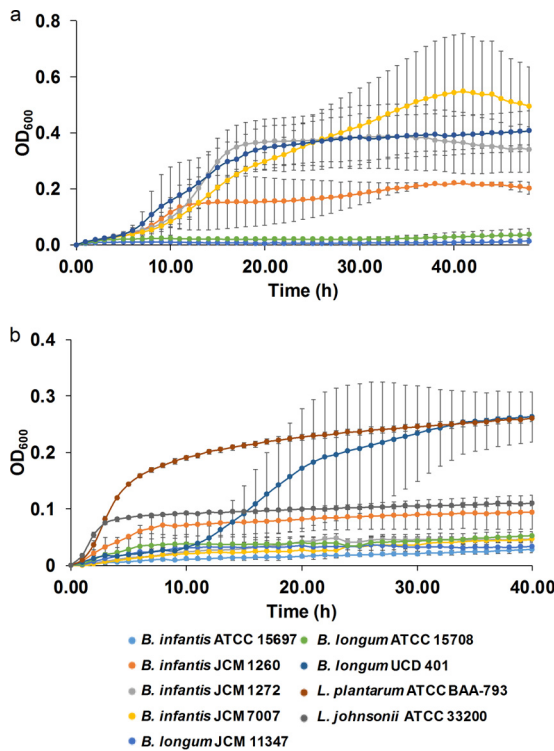 a
0.8
0.6
0.4
0.2
0.0
OD600
0.00 10.00 20.00 30.00 40.00
Time (h)
b
0.4
0.3
0.2
0.1
0
OD600
0.00 10.00 20.00 30.00 40.00
Time (h)
B. infantis ATCC 15697 B. longum ATCC 15708
B. infantis JCM 1260 B. longum UCD 401
B. infantis JCM 1272 L. plantarum ATCC BAA-793
B. infantis JCM 7007 L. johnsonii ATCC 33200
B. longum JCM 11347